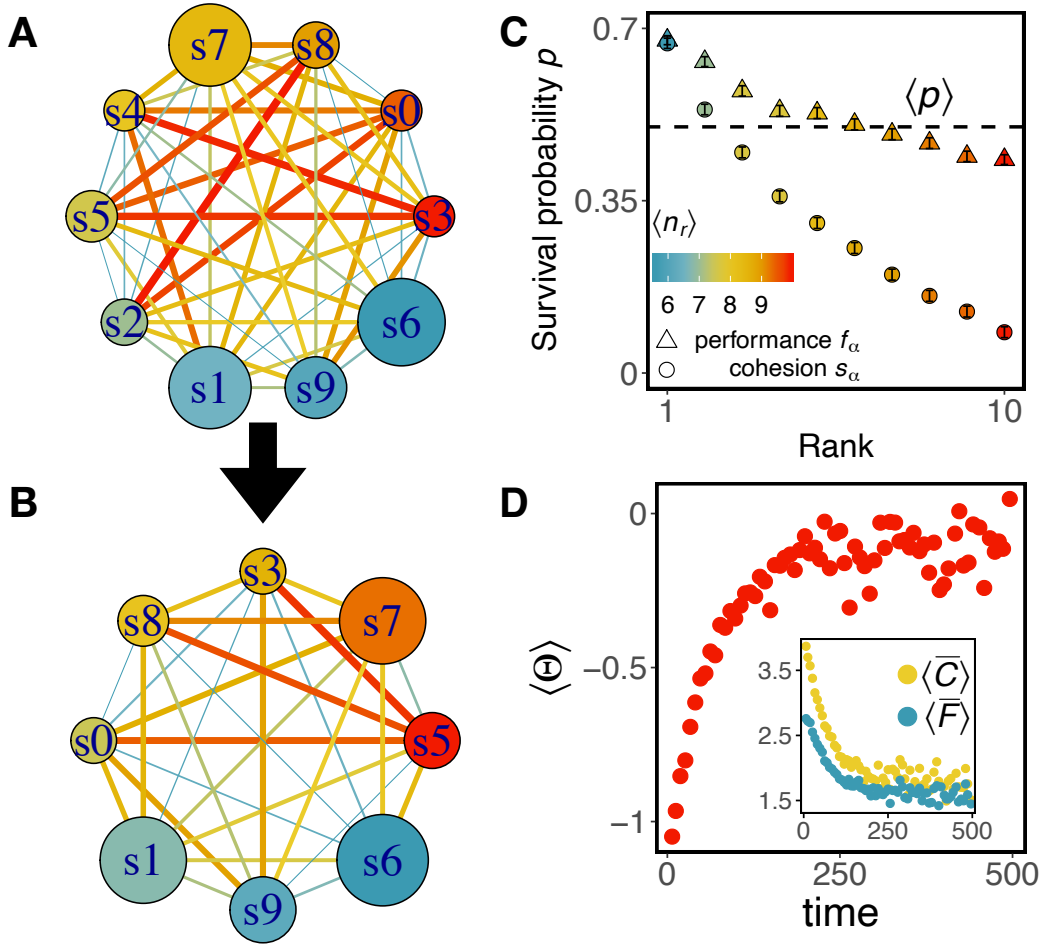 A
s7
s8
s4
s0
s5
s3
s2
s6
s1
s9
B
s3
s8
s7
s0
s5
s1
s6
s9
C
Survival probability p
0.7
0.35
0
⟨p⟩
⟨nᵣ⟩
6 7 8 9
performance f_α
cohesion s_α
1
10
Rank
D
⟨Θ⟩
0
−0.5
−1
3.5
2.5
1.5
⟨C̅⟩
⟨F̅⟩
0 250 500
0 250 500
time